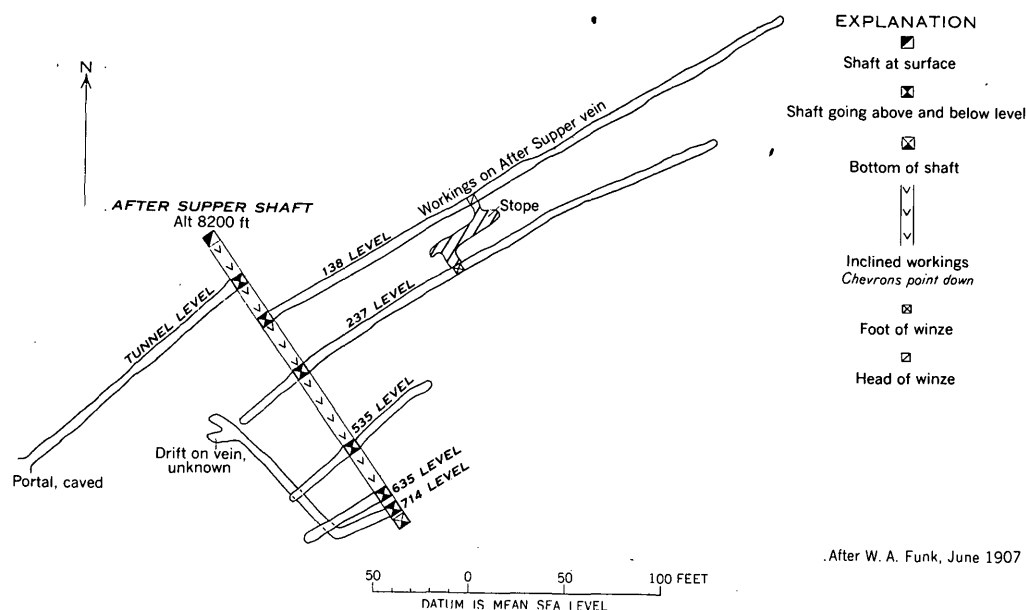 N
AFTER SUPPER SHAFT
Alt 8200 ft
TUNNEL LEVEL
138 LEVEL
Workings on After Supper vein
Stope
237 LEVEL
535 LEVEL
Drift on vein,
unknown
635 LEVEL
714 LEVEL
Portal, caved
EXPLANATION
Shaft at surface
Shaft going above and below level
Bottom of shaft
Inclined workings
Chevrons point down
Foot of winze
Head of winze
After W. A. Funk, June 1907
50 0 50 100 FEET
DATUM IS MEAN SEA LEVEL